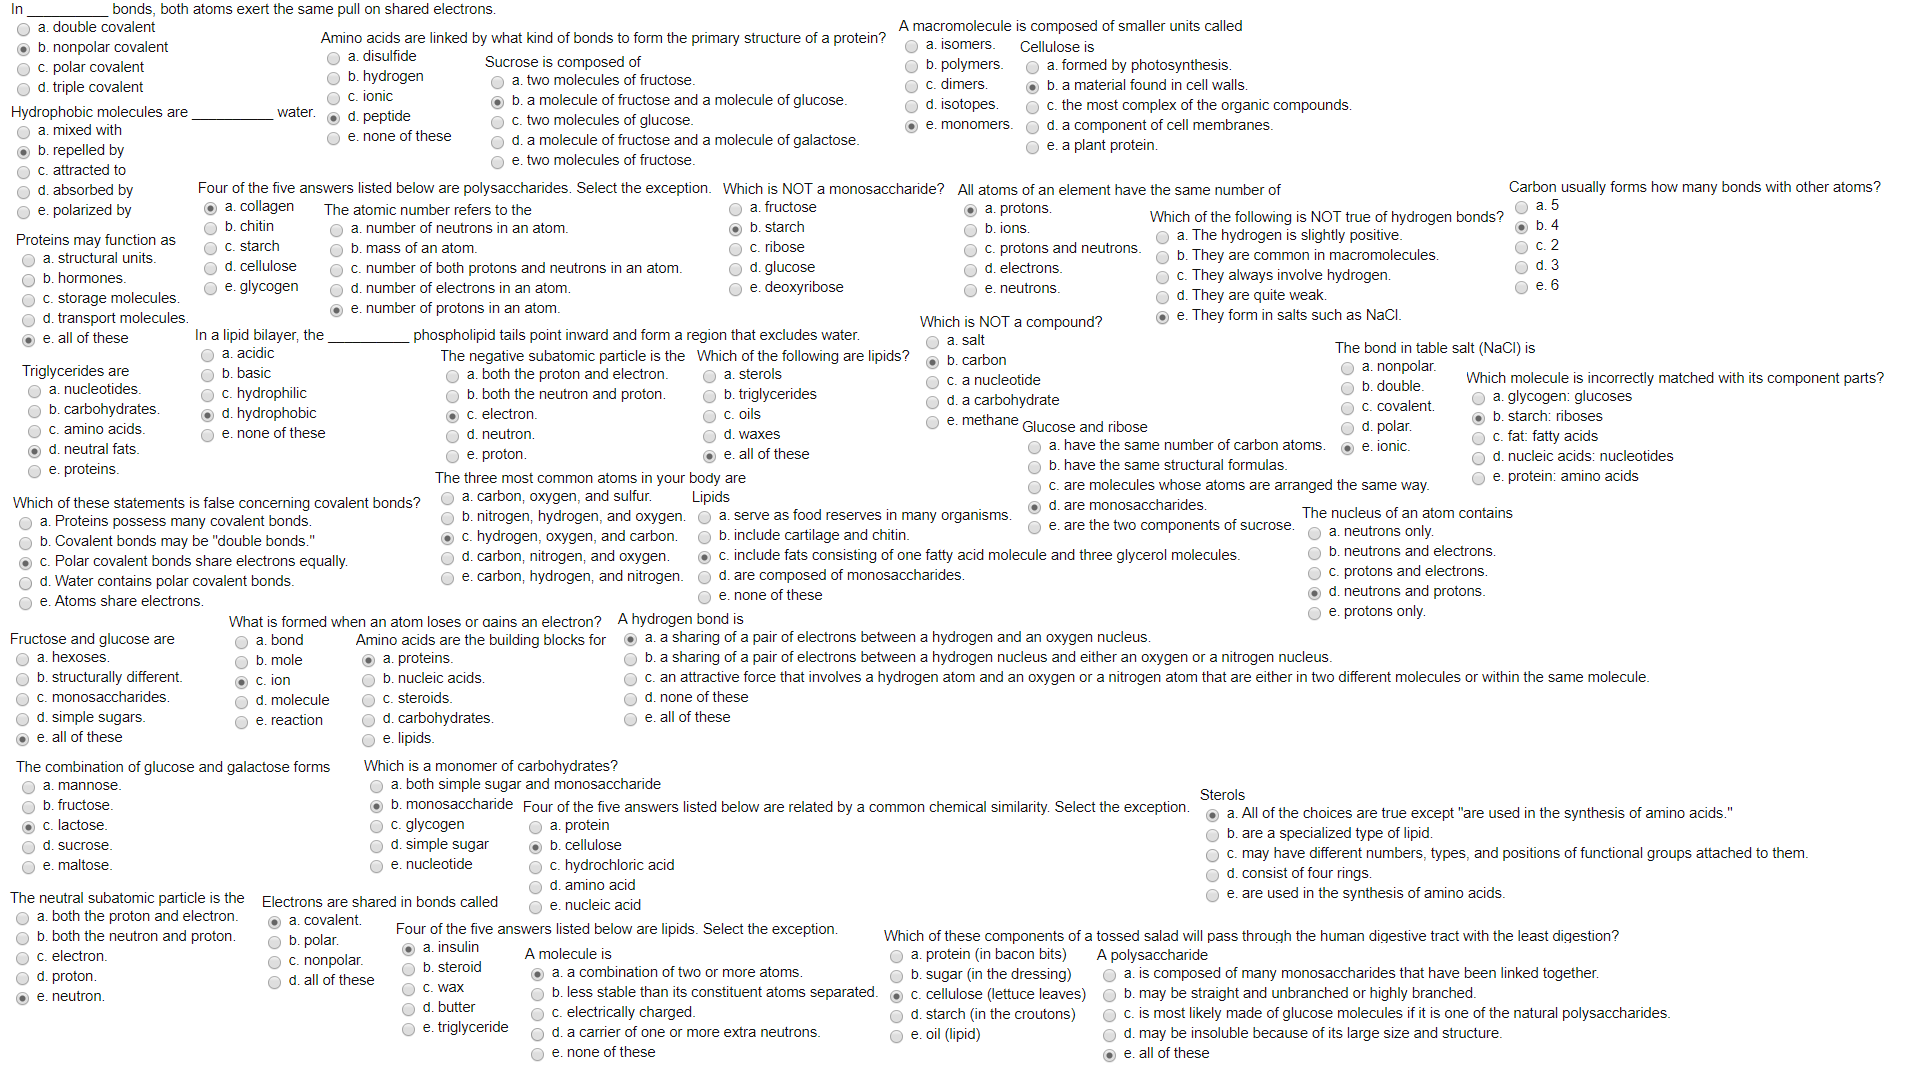 In __________ bonds, both atoms exert the same pull on shared electrons.
a. double covalent
b. nonpolar covalent
c. polar covalent
d. triple covalent
Hydrophobic molecules are __________ water.
a. mixed with
b. repelled by
c. attracted to
d. absorbed by
e. polarized by
Amino acids are linked by what kind of bonds to form the primary structure of a protein?
a. disulfide
b. hydrogen
c. ionic
d. peptide
e. none of these
Sucrose is composed of
a. two molecules of fructose.
b. a molecule of fructose and a molecule of glucose.
c. two molecules of glucose.
d. a molecule of fructose and a molecule of galactose.
e. two molecules of fructose.
A macromolecule is composed of smaller units called
a. isomers.
b. polymers.
c. dimers.
d. isotopes.
e. monomers.
Cellulose is
a. formed by photosynthesis.
b. a material found in cell walls.
c. the most complex of the organic compounds.
d. a component of cell membranes.
e. a plant protein.
Proteins may function as
a. structural units.
b. hormones.
c. storage molecules.
d. transport molecules.
e. all of these
Four of the five answers listed below are polysaccharides. Select the exception.
a. collagen
b. chitin
c. starch
d. cellulose
e. glycogen
The atomic number refers to the
a. number of neutrons in an atom.
b. mass of an atom.
c. number of both protons and neutrons in an atom.
d. number of electrons in an atom.
e. number of protons in an atom.
Which is NOT a monosaccharide?
a. fructose
b. starch
c. ribose
d. glucose
e. deoxyribose
All atoms of an element have the same number of
a. protons.
b. ions.
c. protons and neutrons.
d. electrons.
e. neutrons.
Which of the following is NOT true of hydrogen bonds?
a. The hydrogen is slightly positive.
b. They are common in macromolecules.
c. They always involve hydrogen.
d. They are quite weak.
e. They form in salts such as NaCl.
Carbon usually forms how many bonds with other atoms?
a. 5
b. 4
c. 2
d. 3
e. 6
Triglycerides are
a. nucleotides.
b. carbohydrates.
c. amino acids.
d. neutral fats.
e. proteins.
In a lipid bilayer, the __________ phospholipid tails point inward and form a region that excludes water.
a. acidic
b. basic
c. hydrophilic
d. hydrophobic
e. none of these
The negative subatomic particle is the
a. both the proton and electron.
b. both the neutron and proton.
c. electron.
d. neutron.
e. proton.
Which of the following are lipids?
a. sterols
b. triglycerides
c. oils
d. waxes
e. all of these
Which is NOT a compound?
a. salt
b. carbon
c. a nucleotide
d. a carbohydrate
e. methane
Glucose and ribose
a. have the same number of carbon atoms.
b. have the same structural formulas.
c. are molecules whose atoms are arranged the same way.
d. are monosaccharides.
e. are the two components of sucrose.
The bond in table salt (NaCl) is
a. nonpolar.
b. double.
c. covalent.
d. polar.
e. ionic.
Which molecule is incorrectly matched with its component parts?
a. glycogen: glucoses
b. starch: riboses
c. fat: fatty acids
d. nucleic acids: nucleotides
e. protein: amino acids
Which of these statements is false concerning covalent bonds?
a. Proteins possess many covalent bonds.
b. Covalent bonds may be "double bonds."
c. Polar covalent bonds share electrons equally.
d. Water contains polar covalent bonds.
e. Atoms share electrons.
The three most common atoms in your body are
a. carbon, oxygen, and sulfur.
b. nitrogen, hydrogen, and oxygen.
c. hydrogen, oxygen, and carbon.
d. carbon, nitrogen, and oxygen.
e. carbon, hydrogen, and nitrogen.
Lipids
a. serve as food reserves in many organisms.
b. include cartilage and chitin.
c. include fats consisting of one fatty acid molecule and three glycerol molecules.
d. are composed of monosaccharides.
e. none of these
The nucleus of an atom contains
a. neutrons only.
b. neutrons and electrons.
c. protons and electrons.
d. neutrons and protons.
e. protons only.
Fructose and glucose are
a. hexoses.
b. structurally different.
c. monosaccharides.
d. simple sugars.
e. all of these
What is formed when an atom loses or gains an electron?
a. bond
b. mole
c. ion
d. molecule
e. reaction
Amino acids are the building blocks for
a. proteins.
b. nucleic acids.
c. steroids.
d. carbohydrates.
e. lipids.
A hydrogen bond is
a. a sharing of a pair of electrons between a hydrogen and an oxygen nucleus.
b. a sharing of a pair of electrons between a hydrogen nucleus and either an oxygen or a nitrogen nucleus.
c. an attractive force that involves a hydrogen atom and an oxygen or a nitrogen atom that are either in two different molecules or within the same molecule.
d. none of these
e. all of these
The combination of glucose and galactose forms
a. mannose.
b. fructose.
c. lactose.
d. sucrose.
e. maltose.
Which is a monomer of carbohydrates?
a. both simple sugar and monosaccharide
b. monosaccharide
c. glycogen
d. simple sugar
e. nucleotide
Four of the five answers listed below are related by a common chemical similarity. Select the exception.
a. protein
b. cellulose
c. hydrochloric acid
d. amino acid
e. nucleic acid
Sterols
a. All of the choices are true except "are used in the synthesis of amino acids."
b. are a specialized type of lipid.
c. may have different numbers, types, and positions of functional groups attached to them.
d. consist of four rings.
e. are used in the synthesis of amino acids.
The neutral subatomic particle is the
a. both the proton and electron.
b. both the neutron and proton.
c. electron.
d. proton.
e. neutron.
Electrons are shared in bonds called
a. covalent.
b. polar.
c. nonpolar.
d. all of these
Four of the five answers listed below are lipids. Select the exception.
a. insulin
b. steroid
c. wax
d. butter
e. triglyceride
A molecule is
a. a combination of two or more atoms.
b. less stable than its constituent atoms separated.
c. electrically charged.
d. a carrier of one or more extra neutrons.
e. none of these
Which of these components of a tossed salad will pass through the human digestive tract with the least digestion?
a. protein (in bacon bits)
b. sugar (in the dressing)
c. cellulose (lettuce leaves)
d. starch (in the croutons)
e. oil (lipid)
A polysaccharide
a. is composed of many monosaccharides that have been linked together.
b. may be straight and unbranched or highly branched.
c. is most likely made of glucose molecules if it is one of the natural polysaccharides.
d. may be insoluble because of its large size and structure.
e. all of these